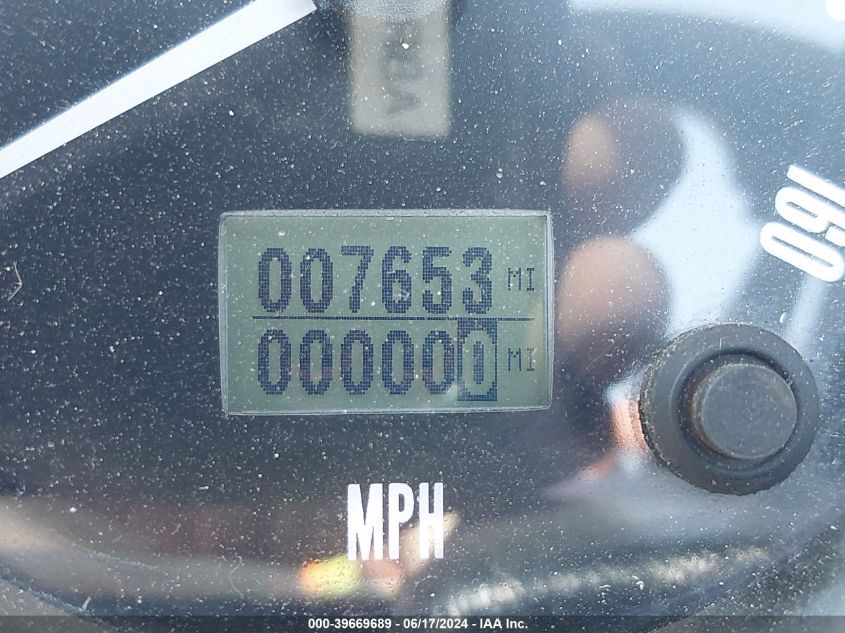 160
007653 MI
000000 MI
MPH
000-39669689 - 06/17/2024 - IAA Inc.